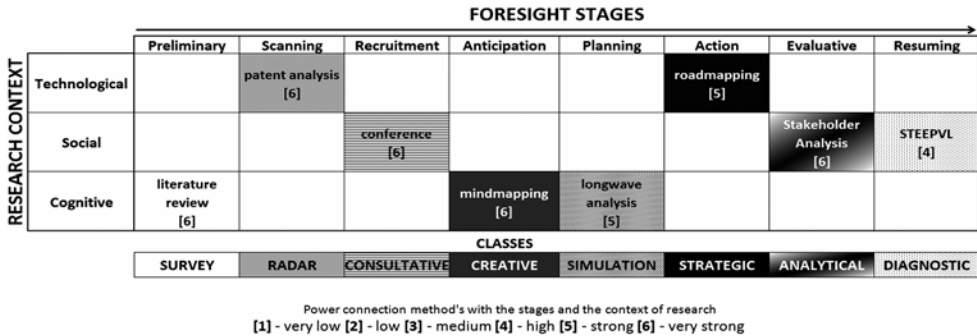 FORESIGHT STAGES
Preliminary Scanning Recruitment Anticipation Planning Action Evaluative Resuming
RESEARCH CONTEXT
Technological
patent analysis
[6]
roadmapping
[5]
Social
conference
[6]
Stakeholder
Analysis
[6]
STEEPVL
[4]
Cognitive
literature
review
[6]
mindmapping
[6]
longwave
analysis
[5]
CLASSES
SURVEY RADAR CONSULTATIVE CREATIVE SIMULATION STRATEGIC ANALYTICAL DIAGNOSTIC
Power connection method's with the stages and the context of research
[1] - very low [2] - low [3] - medium [4] - high [5] - strong [6] - very strong